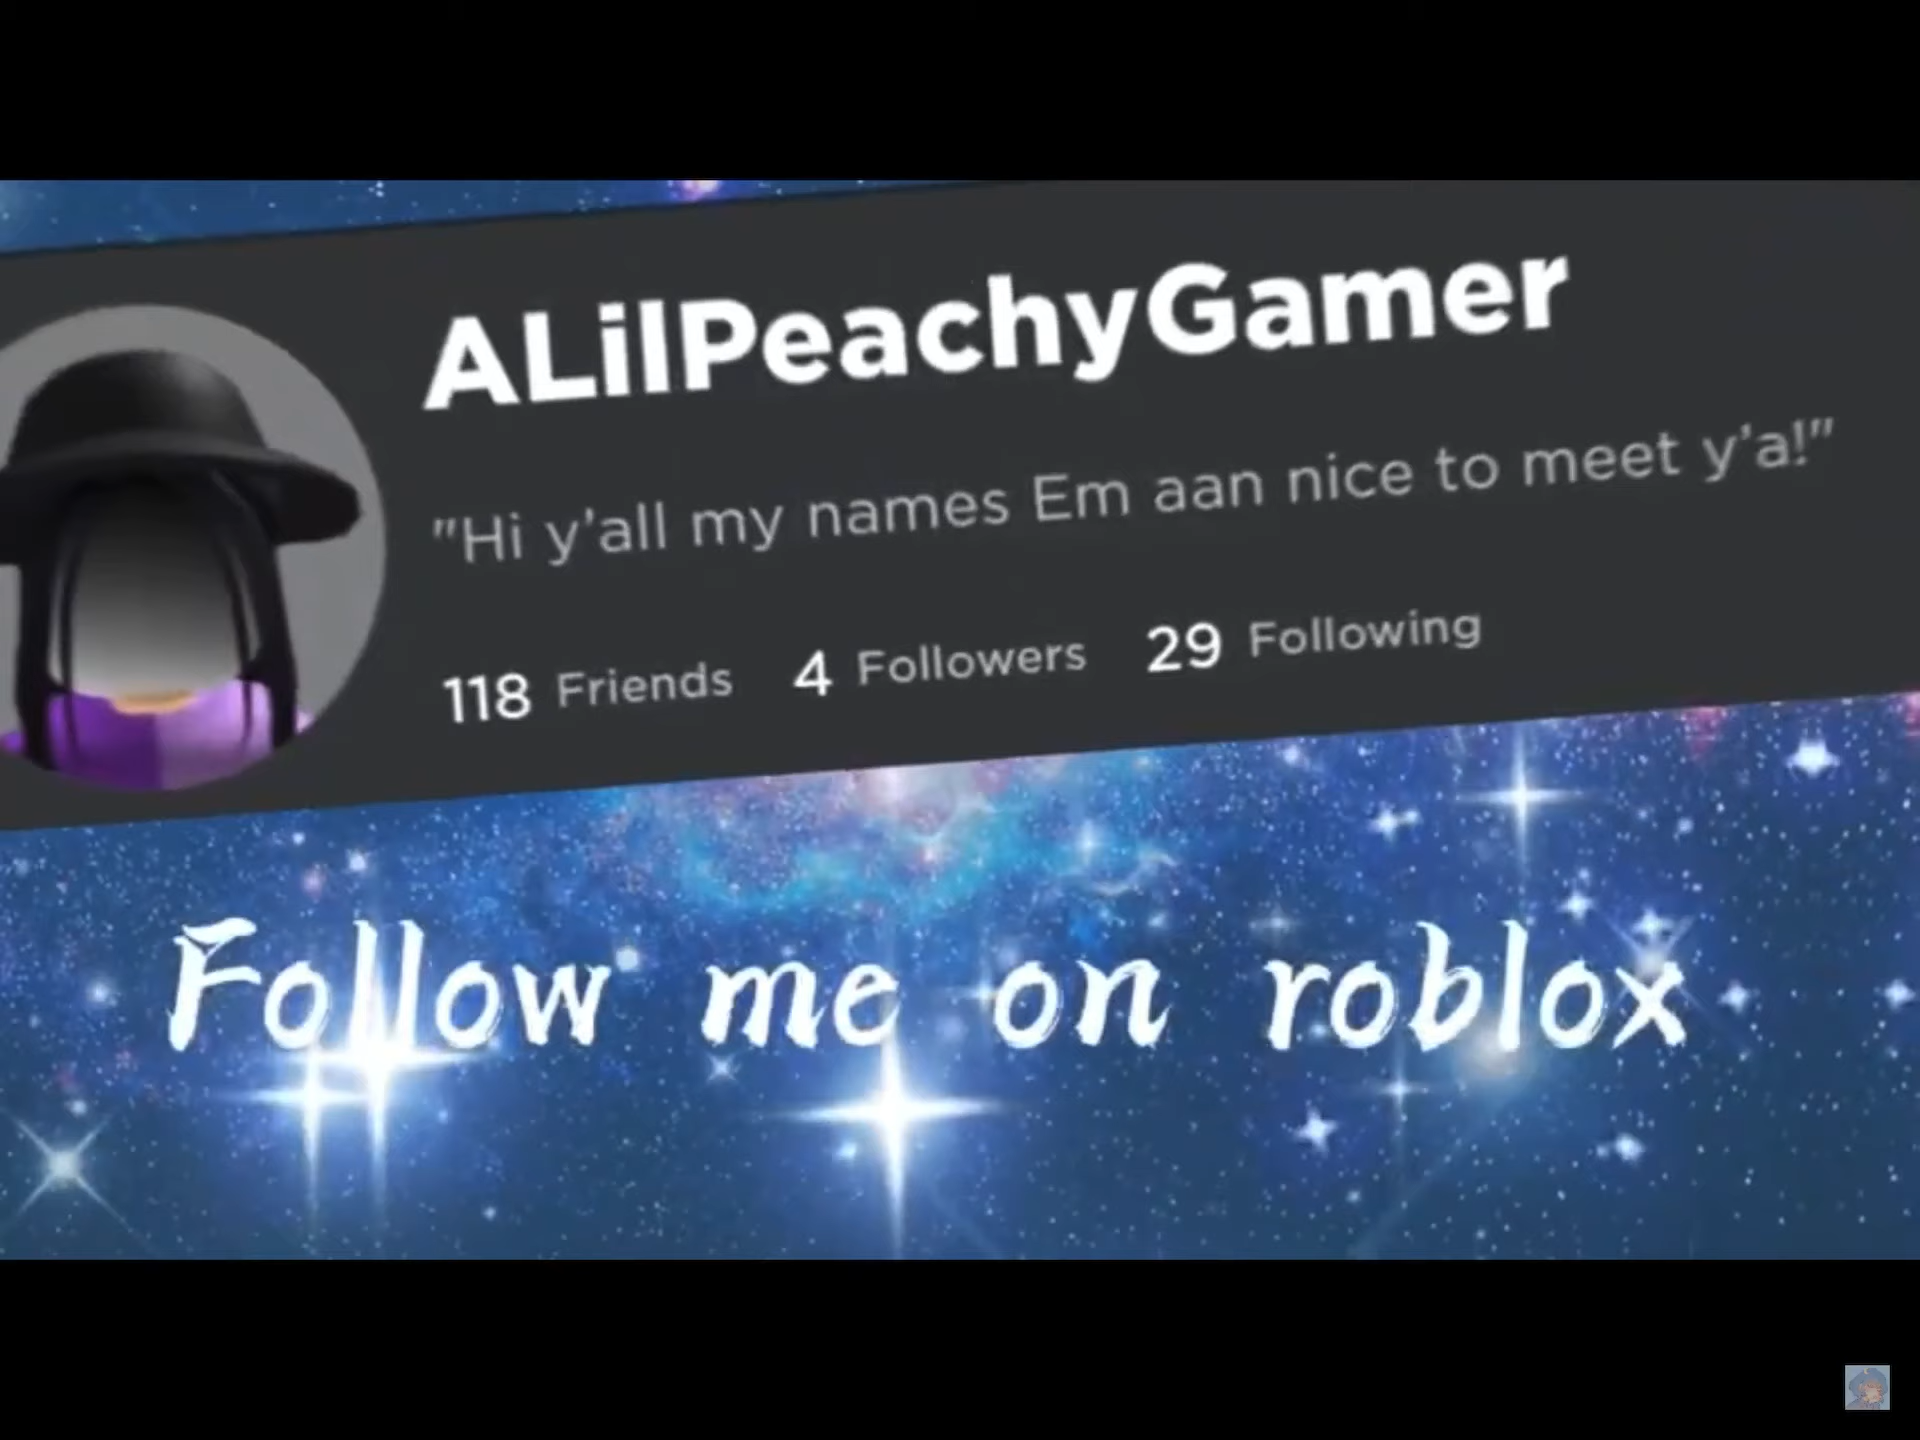 ALilPeachyGamer
"Hi y'all my names Em aan nice to meet y'a!"
118 Friends 4 Followers 29 Following
Follow me on roblox